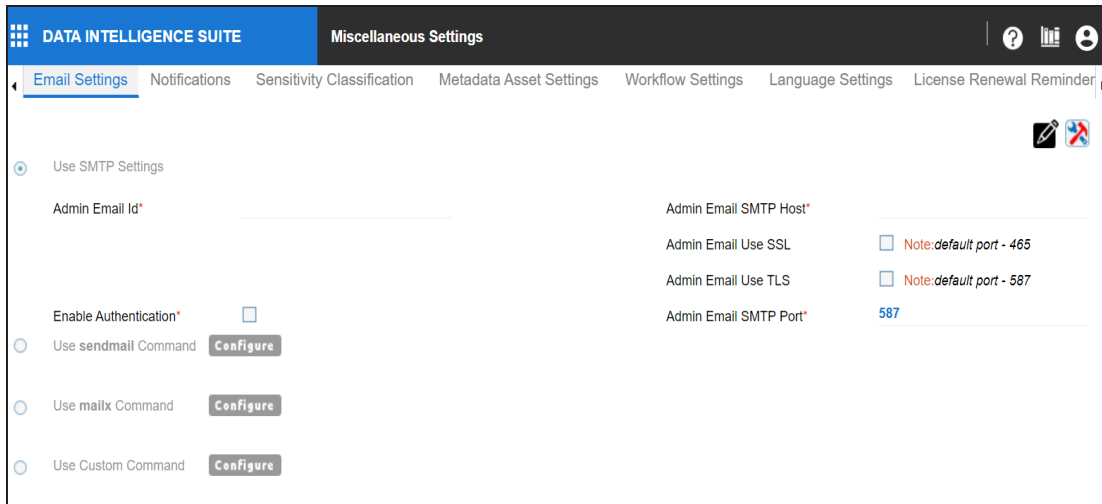 DATA INTELLIGENCE SUITE Miscellaneous Settings
Email Settings Notifications Sensitivity Classification Metadata Asset Settings Workflow Settings Language Settings License Renewal Reminder
Use SMTP Settings
Admin Email Id* Admin Email SMTP Host*
Admin Email Use SSL Note:default port - 465
Admin Email Use TLS Note:default port - 587
Enable Authentication* Admin Email SMTP Port* 587
Use sendmail Command Configure
Use mailx Command Configure
Use Custom Command Configure